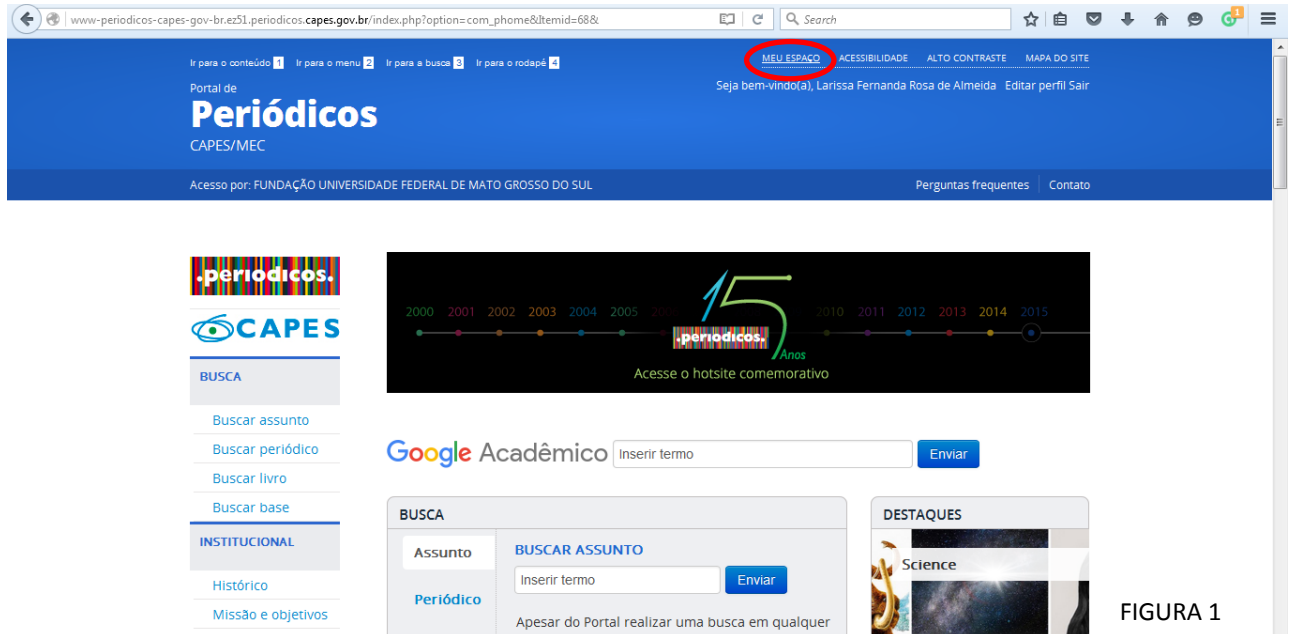 www-periodicos-capes-gov-br.ez51.periodicos.capes.gov.br/index.php?option=com_phome&Itemid=68& Search
Ir para o conteúdo 1 Ir para o menu 2 Ir para a busca 3 Ir para o rodapé 4
MEU ESPAÇO ACESSIBILIDADE ALTO CONTRASTE MAPA DO SITE
Seja bem-vindo(a), Larissa Fernanda Rosa de Almeida Editar perfil Sair
Portal de
Periódicos
CAPES/MEC
Acesso por: FUNDAÇÃO UNIVERSIDADE FEDERAL DE MATO GROSSO DO SUL Perguntas frequentes Contato
.periodicos.
CAPES
2000 2001 2002 2003 2004 2005 2010 2011 2012 2013 2014 2015
15
.periodicos.
Anos
Acesse o hotsite comemorativo
BUSCA
Buscar assunto
Buscar periódico
Buscar livro
Buscar base
INSTITUCIONAL
Histórico
Missão e objetivos
Google Acadêmico Inserir termo Enviar
BUSCA
Assunto
Periódico
BUSCAR ASSUNTO
Inserir termo Enviar
Apesar do Portal realizar uma busca em qualquer
DESTAQUES
Science
FIGURA 1